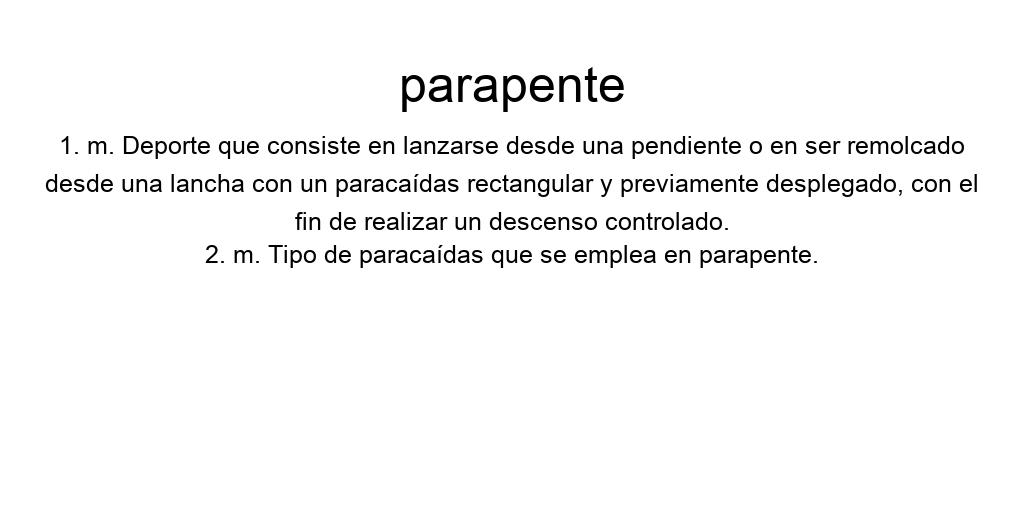 parapente
1. m. Deporte que consiste en lanzarse desde una pendiente o en ser remolcado
desde una lancha con un paracaídas rectangular y previamente desplegado, con el
fin de realizar un descenso controlado.
2. m. Tipo de paracaídas que se emplea en parapente.